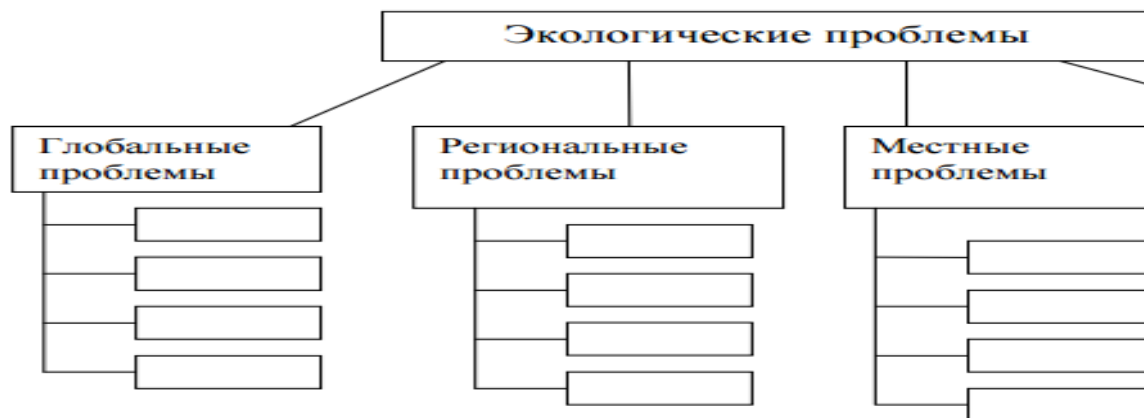 Экологические проблемы
Глобальные
проблемы
Региональные
проблемы
Местные
проблемы